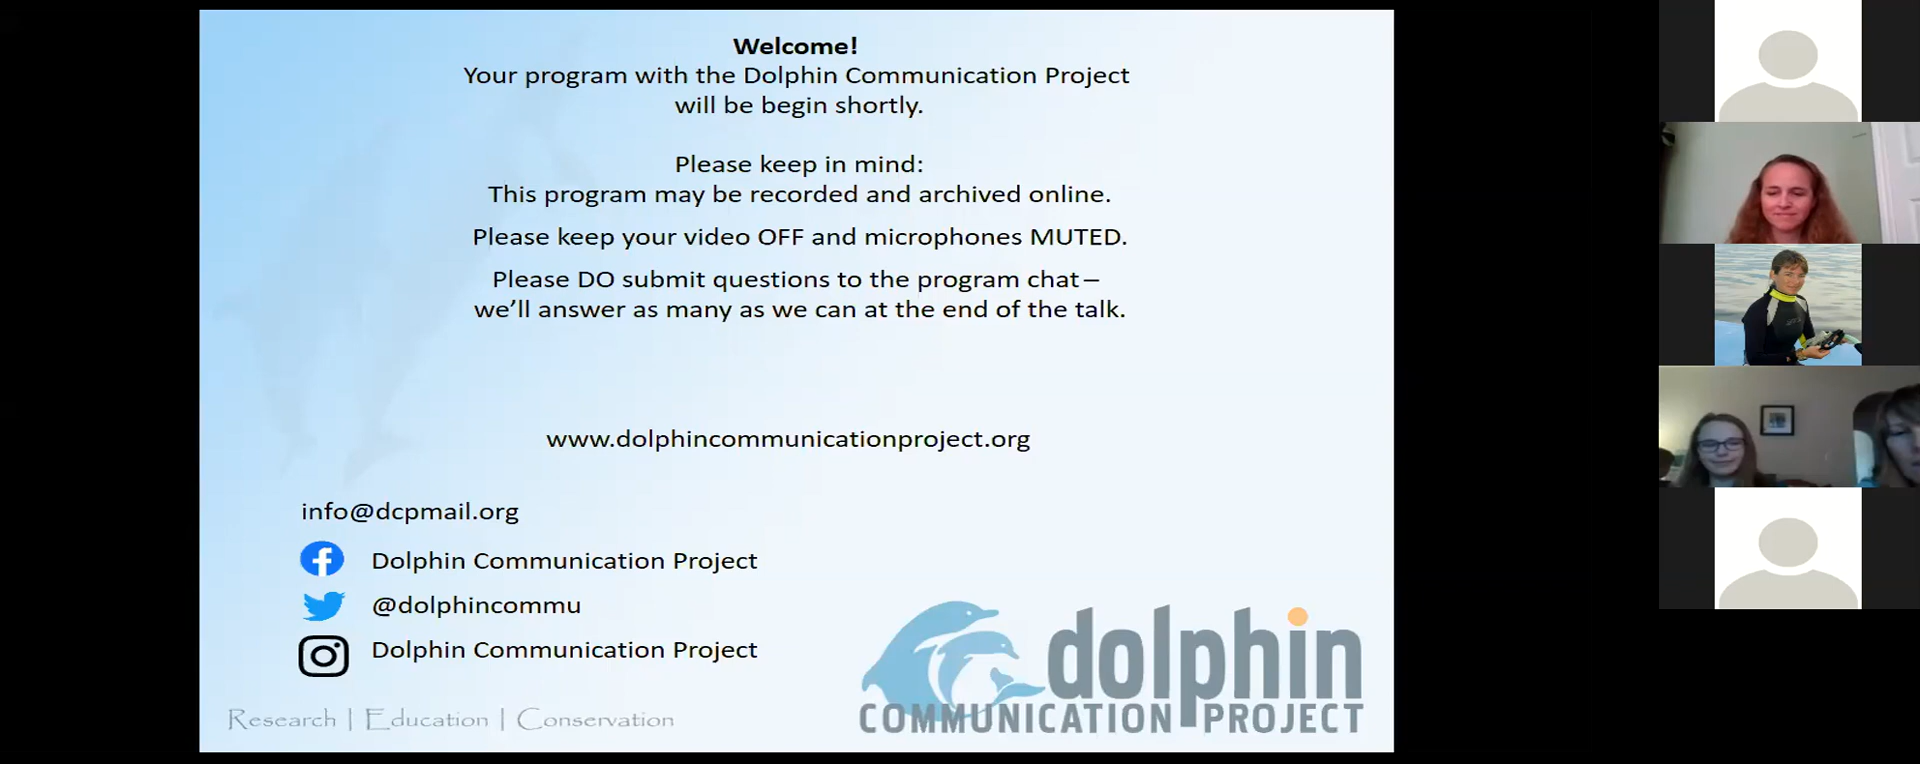 Welcome!
Your program with the Dolphin Communication Project
will be begin shortly.
Please keep in mind:
This program may be recorded and archived online.
Please keep your video OFF and microphones MUTED.
Please DO submit questions to the program chat –
we’ll answer as many as we can at the end of the talk.
www.dolphincommunicationproject.org
info@dcpmail.org
Dolphin Communication Project
@dolphincommu
Dolphin Communication Project
Research | Education | Conservation
dolphin
COMMUNICATION PROJECT